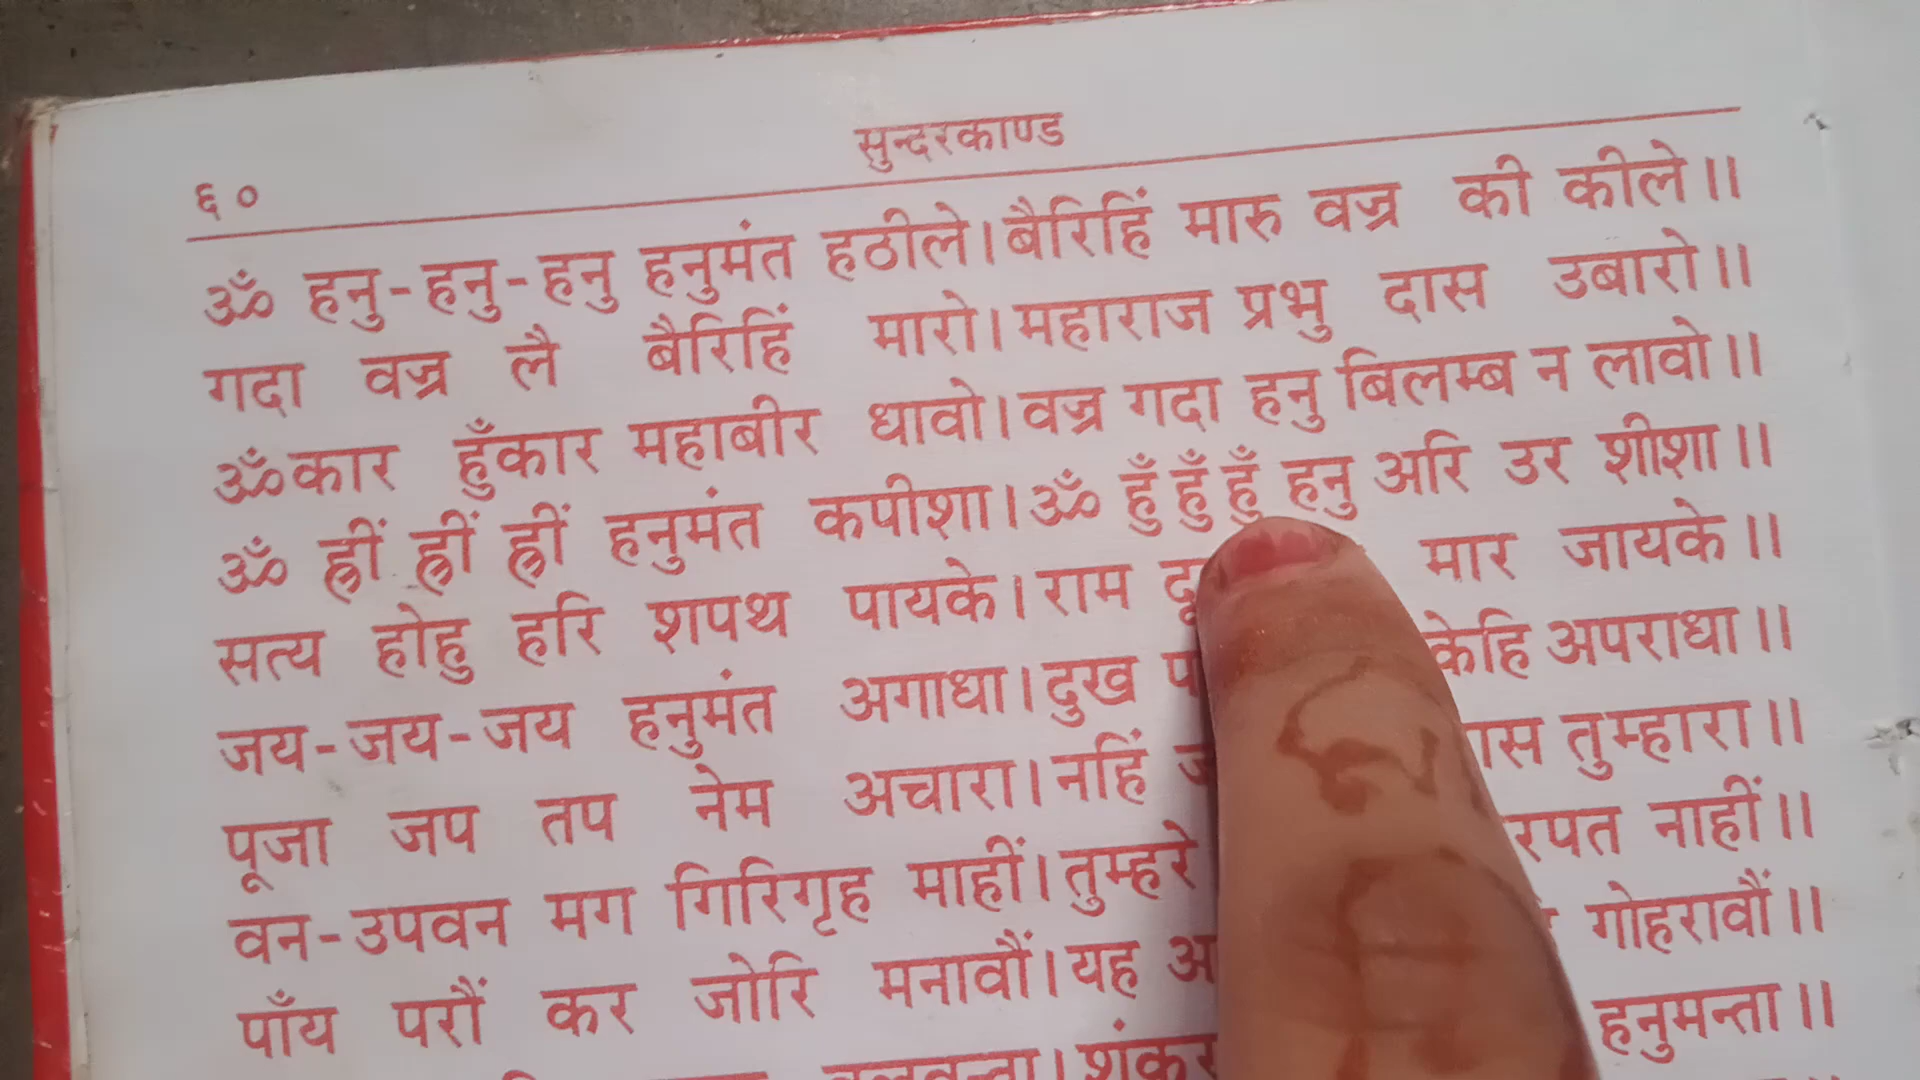 सुन्दरकाण्ड
६०
ॐ हनु-हनु-हनु हनुमंत हठीले। बैरिहिं मारु वज्र की कीले॥
गदा वज्र लै बैरिहिं मारो। महाराज प्रभु दास उबारो॥
ॐकार हुँकार महाबीर धावो। वज्र गदा हनु बिलम्ब न लावो॥
ॐ ह्रीं ह्रीं ह्रीं हनुमंत कपीशा। ॐ हुँ हुँ हुँ हनु अरि उर शीशा॥
सत्य होहु हरि शपथ पायके। राम मार जायके॥
जय-जय-जय हनुमंत अगाधा। दुख केहि अपराधा॥
पूजा जप तप नेम अचारा। नहिं तुम्हारा॥
वन-उपवन मग गिरिगृह माहीं। तुम्हरे नाहीं॥
पाँय परौं कर जोरि मनावौं। यह गोहरावौं॥
हनुमन्ता॥